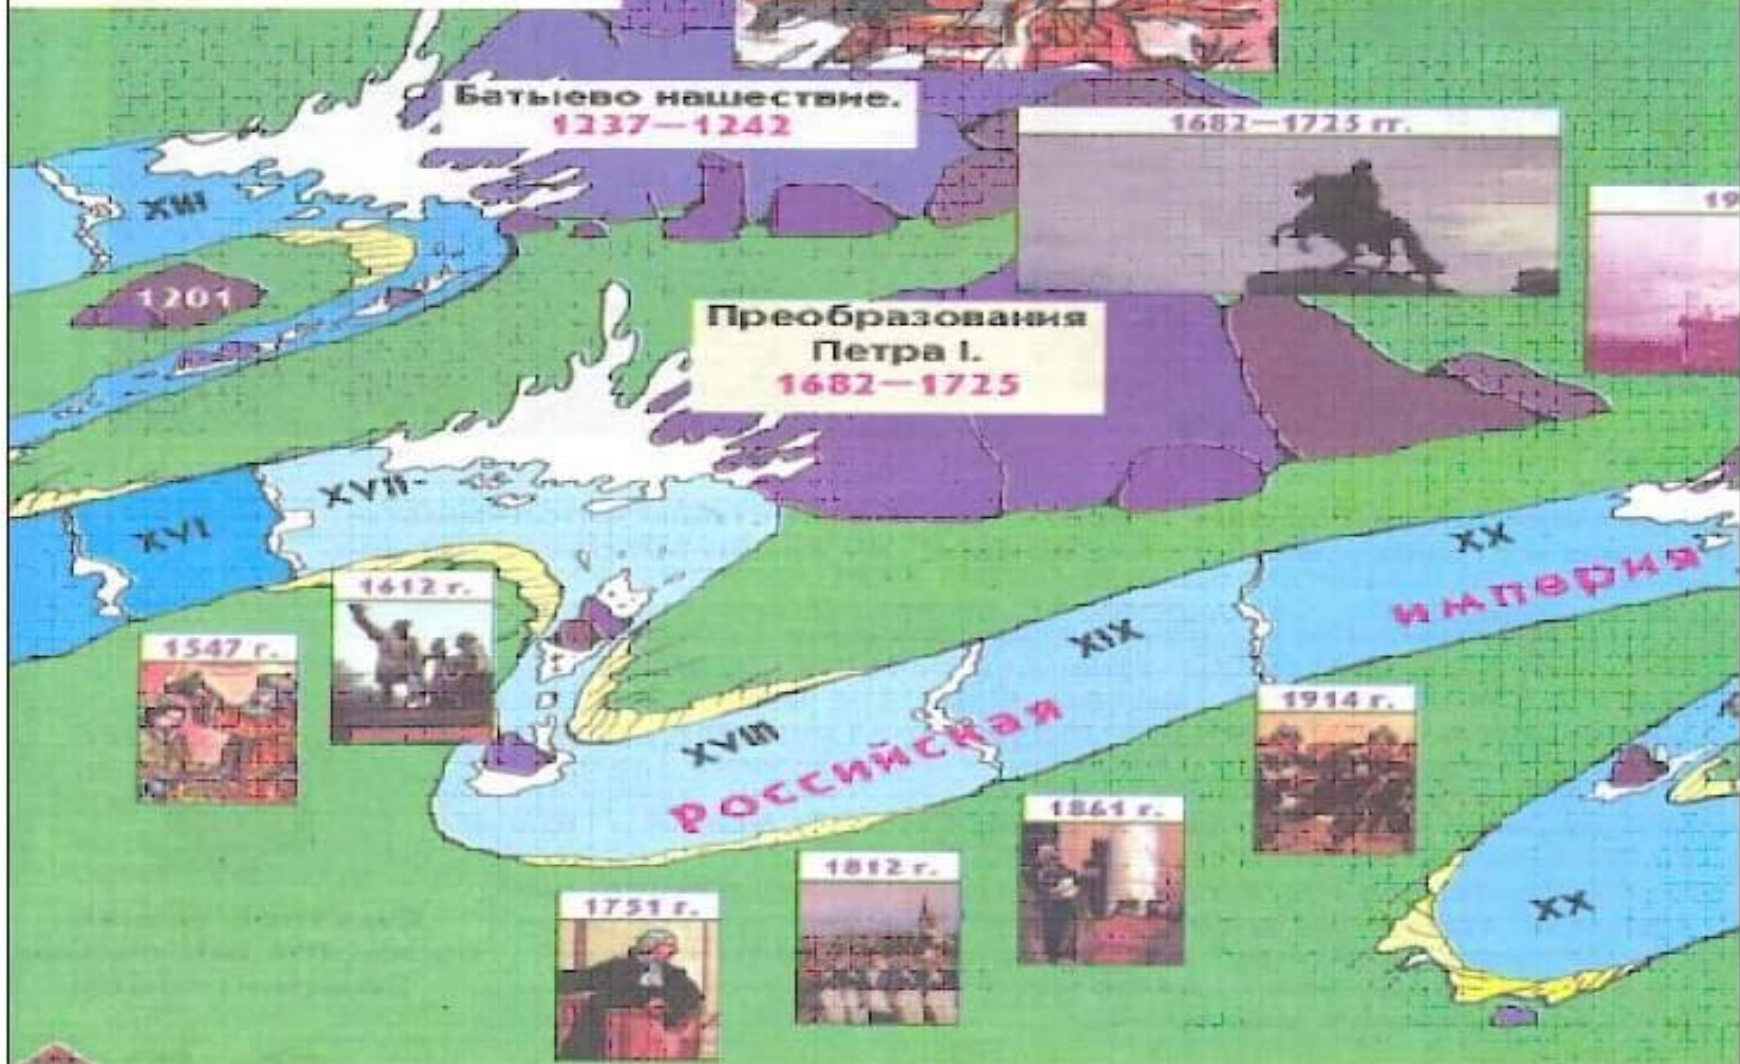 Батыево нашествие.
1237—1242
1682—1725 гг.
19
XIII
1201
Преобразования
Петра I.
1682—1725
XVII
XVI
XX
империя
1612 г.
XIX
1547 г.
1914 г.
XVIII
российская
1861 г.
1812 г.
1751 г.
XX